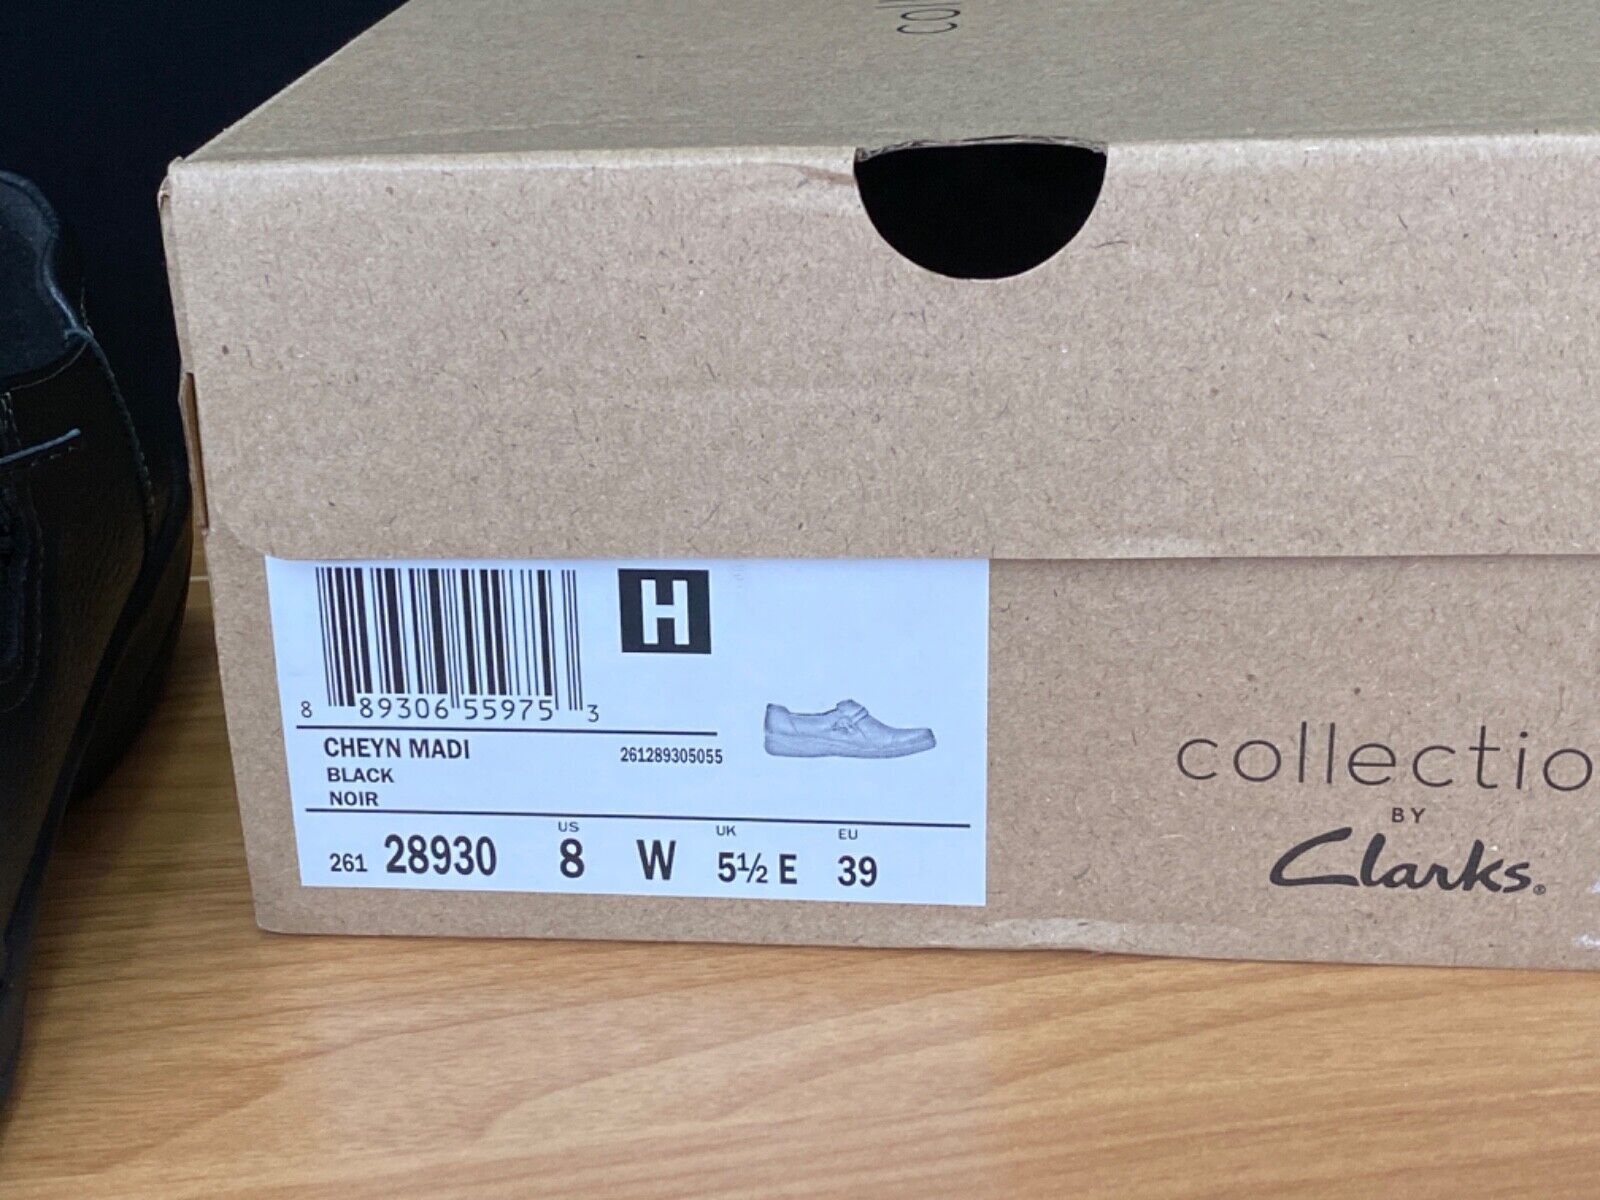 H
8 89306 55975 3
CHEYN MADI 261289305055
BLACK
NOIR
US UK EU
261 28930 8 W 5½ E 39
collectio
BY
Clarks®